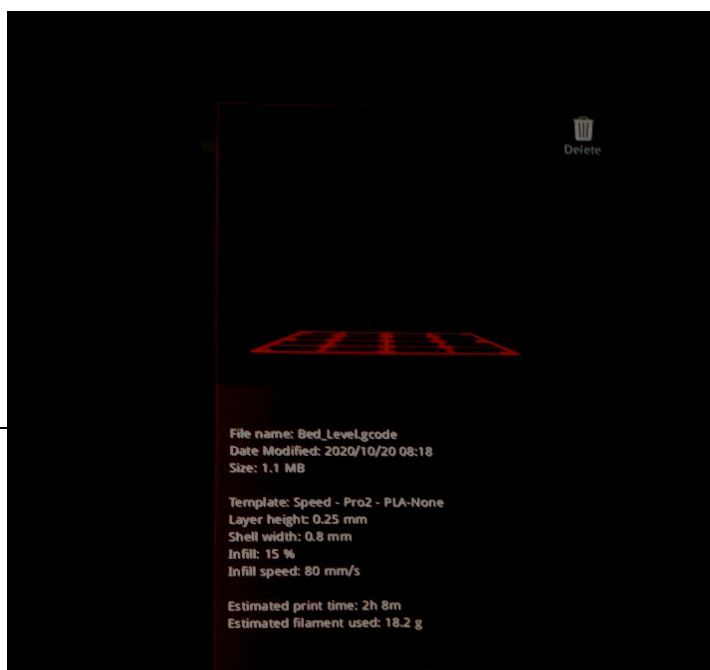 Delete
File name: Bed_Level.gcode
Date Modified: 2020/10/20 08:18
Size: 1.1 MB
Template: Speed - Pro2 - PLA-None
Layer height: 0.25 mm
Shell width: 0.8 mm
Infill: 15 %
Infill speed: 80 mm/s
Estimated print time: 2h 8m
Estimated filament used: 18.2 g